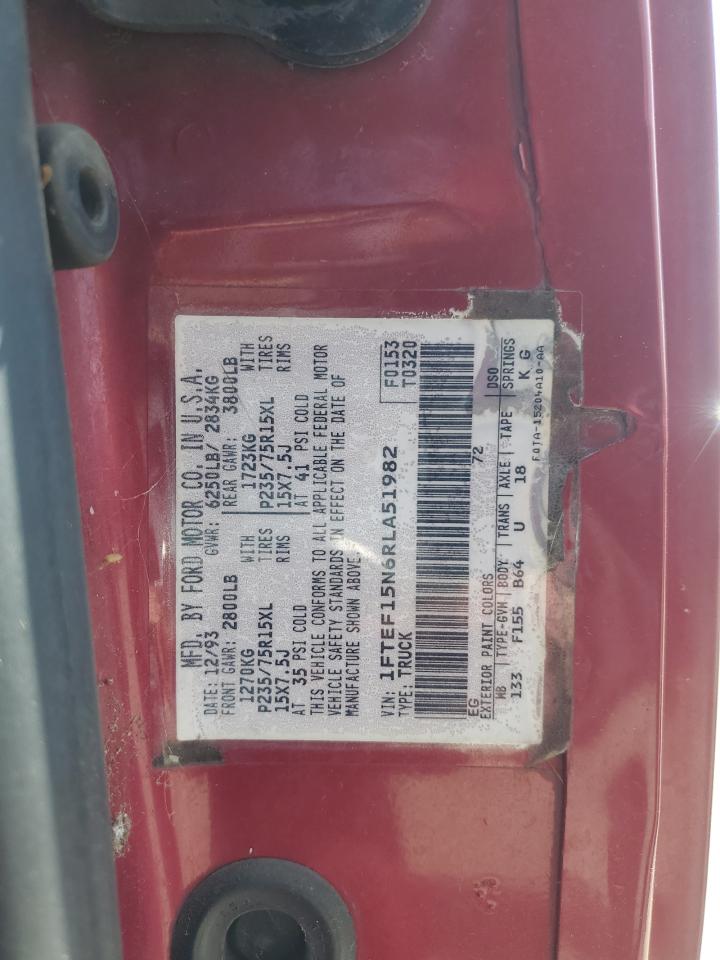 MFD. BY FORD MOTOR CO. IN U.S.A.
DATE: 12/93 GVWR: 6250LB/ 2834KG
FRONT GAWR: 2800LB REAR GAWR: 3800LB
1270KG WITH 1723KG WITH
P235/75R15XL TIRES P235/75R15XL TIRES
15X7.5J RIMS 15X7.5J RIMS
AT 35 PSI COLD AT 41 PSI COLD
THIS VEHICLE CONFORMS TO ALL APPLICABLE FEDERAL MOTOR
VEHICLE SAFETY STANDARDS IN EFFECT ON THE DATE OF
MANUFACTURE SHOWN ABOVE.
VIN: 1FTEF15N6RLA51982 F0153
TYPE: TRUCK T0320
EG 72
EXTERIOR PAINT COLORS DSO
WB TYPE-GVW BODY TRANS AXLE TAPE SPRINGS
133 F155 B64 U 18 K G
F0TA-15204A10-AA